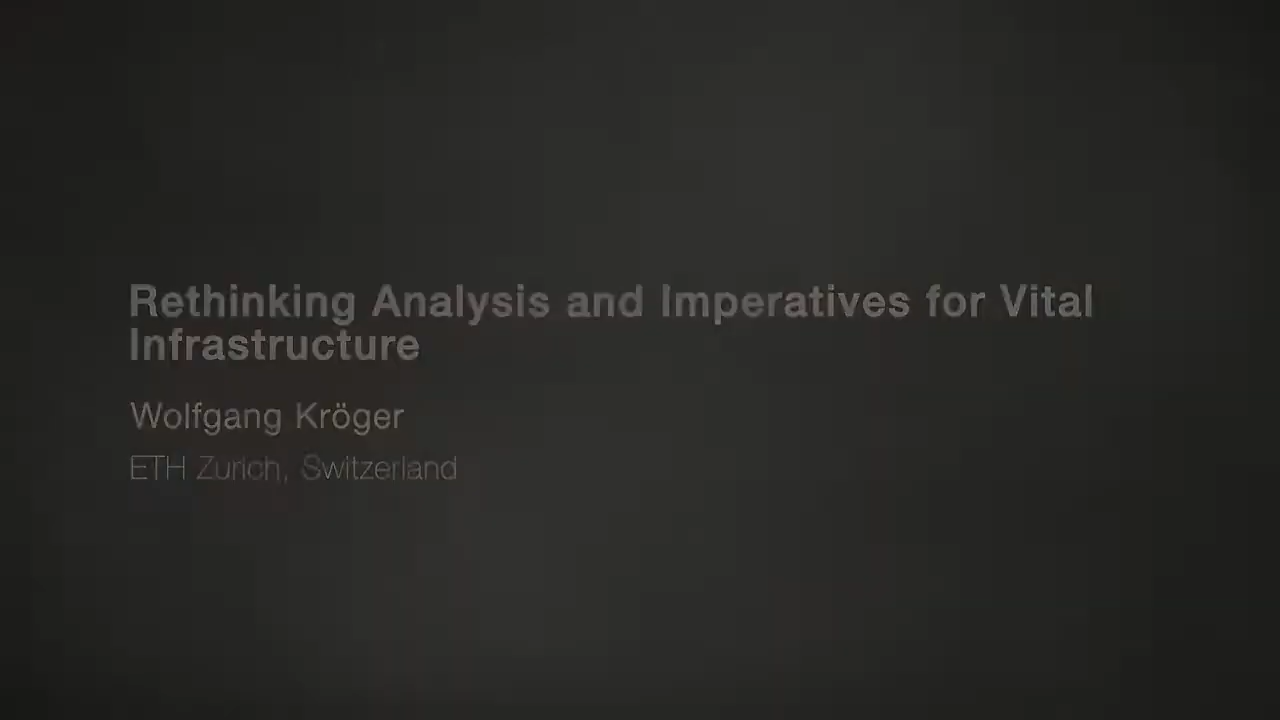 Rethinking Analysis and Imperatives for Vital
Infrastructure
Wolfgang Kröger
ETH Zurich, Switzerland